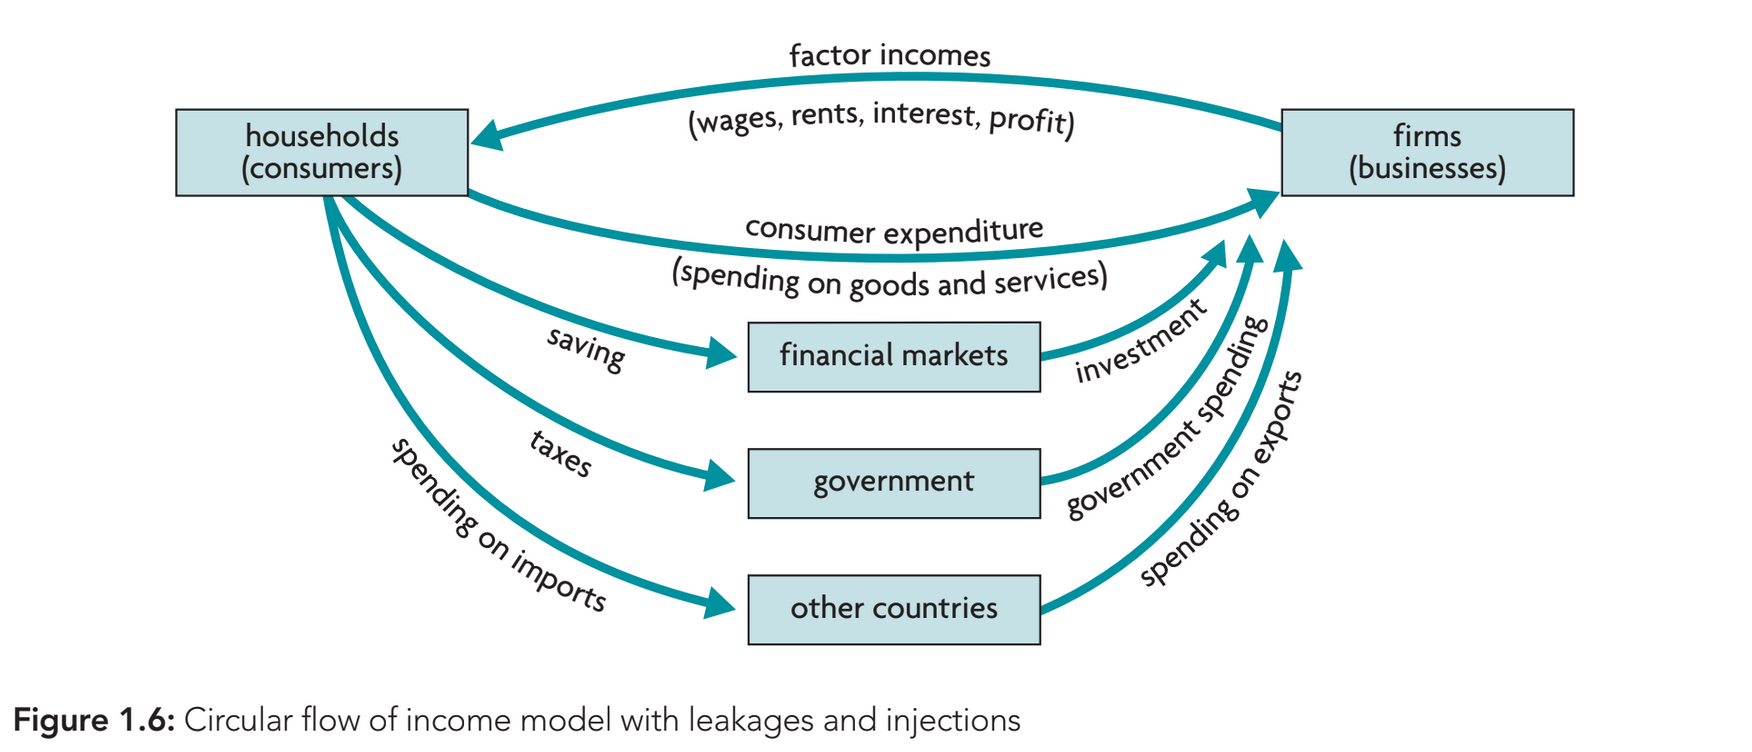 factor incomes
(wages, rents, interest, profit)
households
(consumers)
firms
(businesses)
consumer expenditure
(spending on goods and services)
saving
financial markets
investment
taxes
government
government spending
spending on imports
other countries
spending on exports
Figure 1.6: Circular flow of income model with leakages and injections